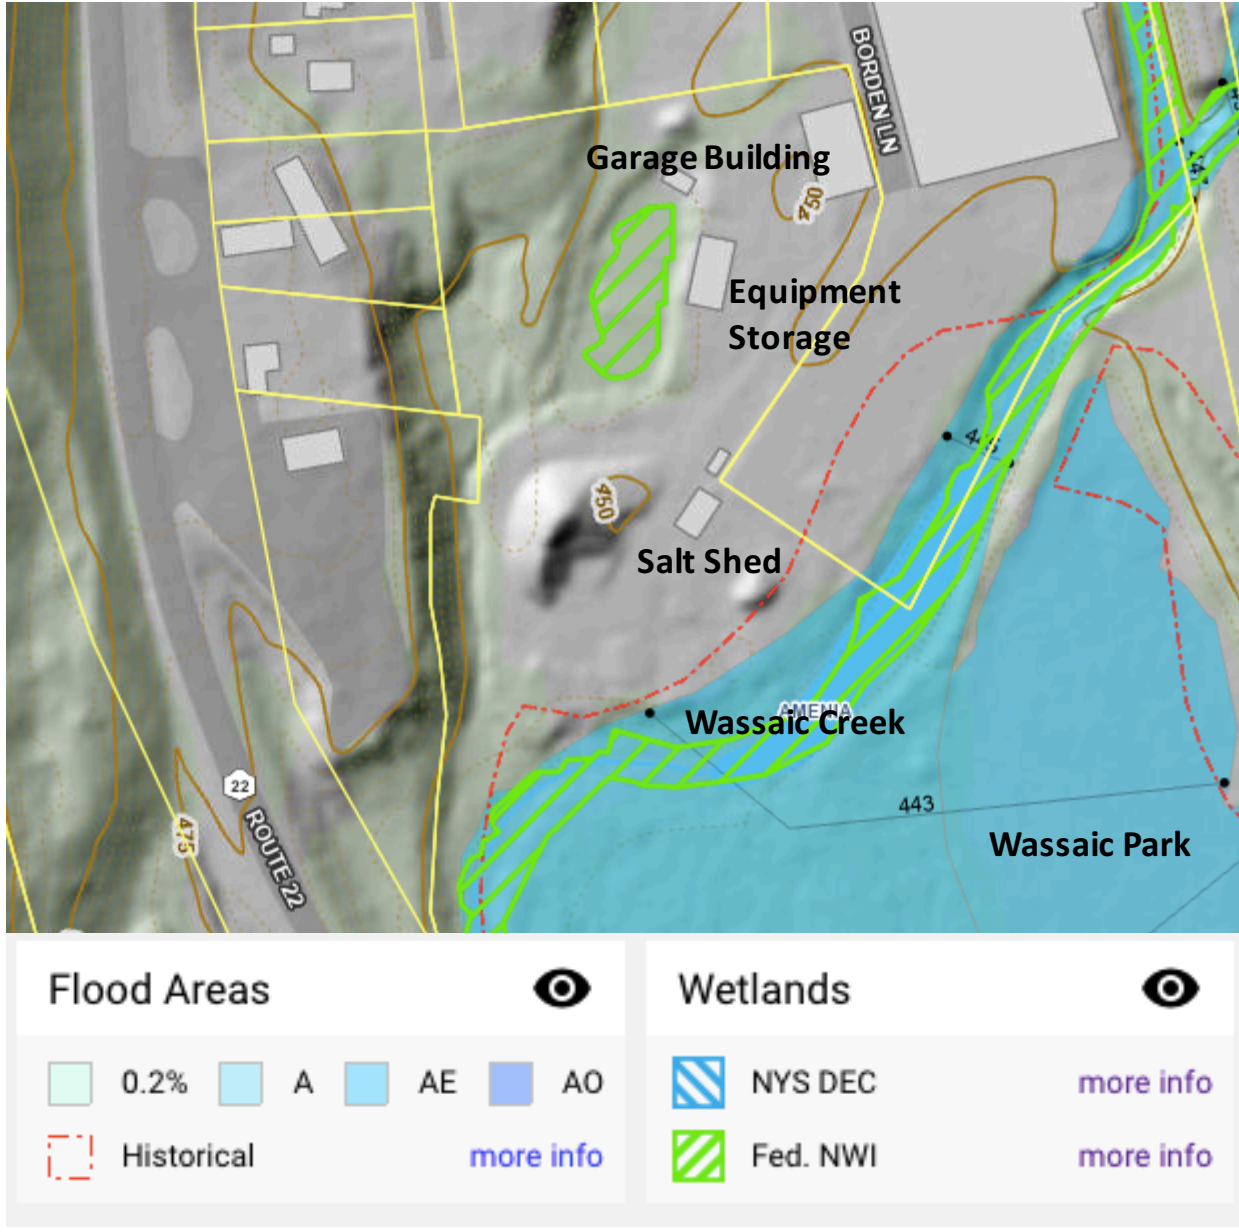 BORDEN LN
Garage Building
450
Equipment
Storage
450
Salt Shed
AMENIA
Wassaic Creek
22
443
475
ROUTE 22
Wassaic Park
Flood Areas
0.2%
A
AE
AO
Historical
more info
Wetlands
NYS DEC
more info
Fed. NWI
more info